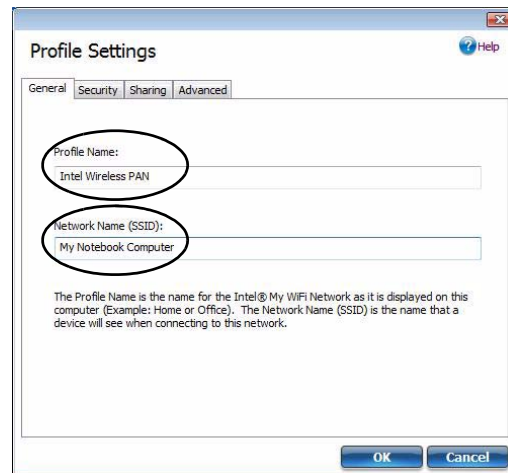 Profile Settings
Help
General Security Sharing Advanced
Profile Name:
Intel Wireless PAN
Network Name (SSID):
My Notebook Computer
The Profile Name is the name for the Intel® My WiFi Network as it is displayed on this
computer (Example: Home or Office). The Network Name (SSID) is the name that a
device will see when connecting to this network.
OK Cancel